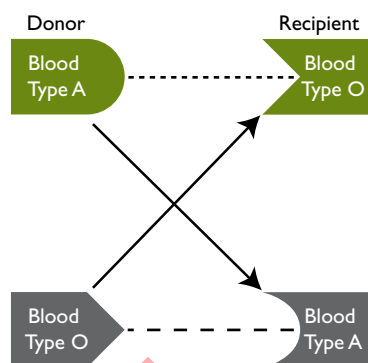 Donor
Recipient
Blood
Type A
Blood
Type O
Blood
Type O
Blood
Type A